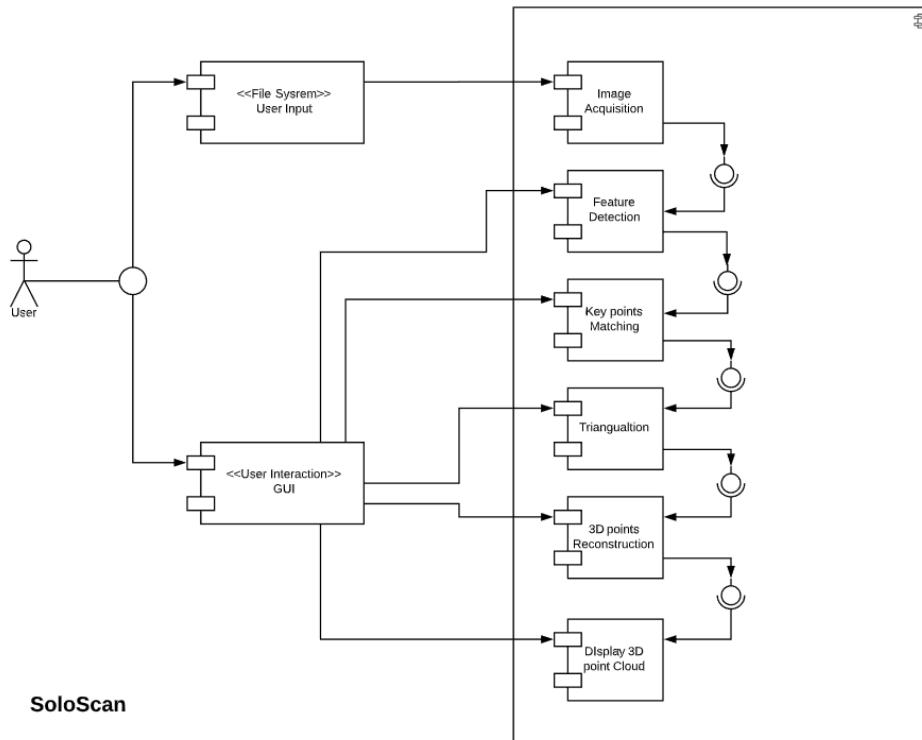 <<File Sysrem>>
User Input
Image
Acquisition
Feature
Detection
User
Key points
Matching
Triangualtion
<<User Interaction>>
GUI
3D points
Reconstruction
DIsplay 3D
point Cloud
SoloScan